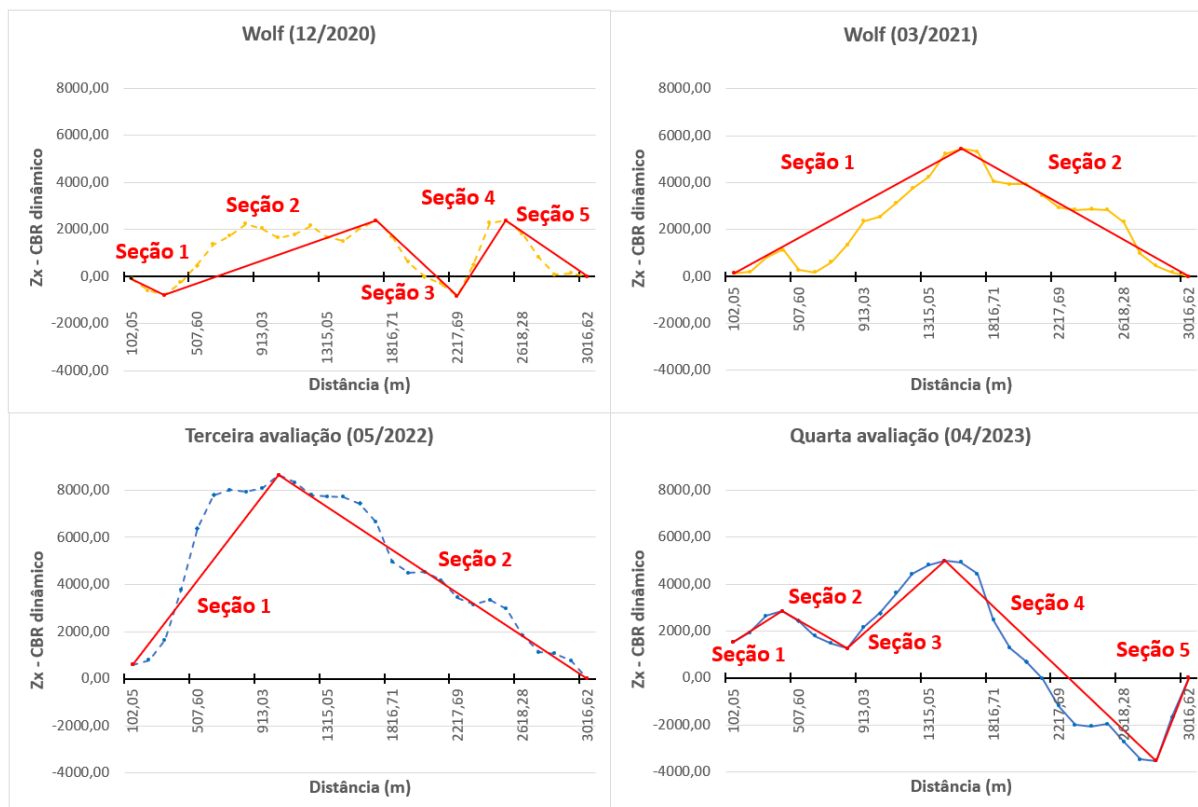 Wolf (12/2020)
Zx - CBR dinâmico
8000,00
6000,00
4000,00
2000,00
0,00
-2000,00
-4000,00
Seção 1
Seção 2
Seção 3
Seção 4
Seção 5
102,05
507,60
913,03
1315,05
1816,71
2217,69
2618,28
3016,62
Distância (m)
Wolf (03/2021)
Zx - CBR dinâmico
8000,00
6000,00
4000,00
2000,00
0,00
-2000,00
-4000,00
Seção 1
Seção 2
102,05
507,60
913,03
1315,05
1816,71
2217,69
2618,28
3016,62
Distância (m)
Terceira avaliação (05/2022)
Zx - CBR dinâmico
8000,00
6000,00
4000,00
2000,00
0,00
-2000,00
-4000,00
Seção 1
Seção 2
102,05
507,60
913,03
1315,05
1816,71
2217,69
2618,28
3016,62
Distância (m)
Quarta avaliação (04/2023)
Zx - CBR dinâmico
8000,00
6000,00
4000,00
2000,00
0,00
-2000,00
-4000,00
Seção 1
Seção 2
Seção 3
Seção 4
Seção 5
102,05
507,60
913,03
1315,05
1816,71
2217,69
2618,28
3016,62
Distância (m)